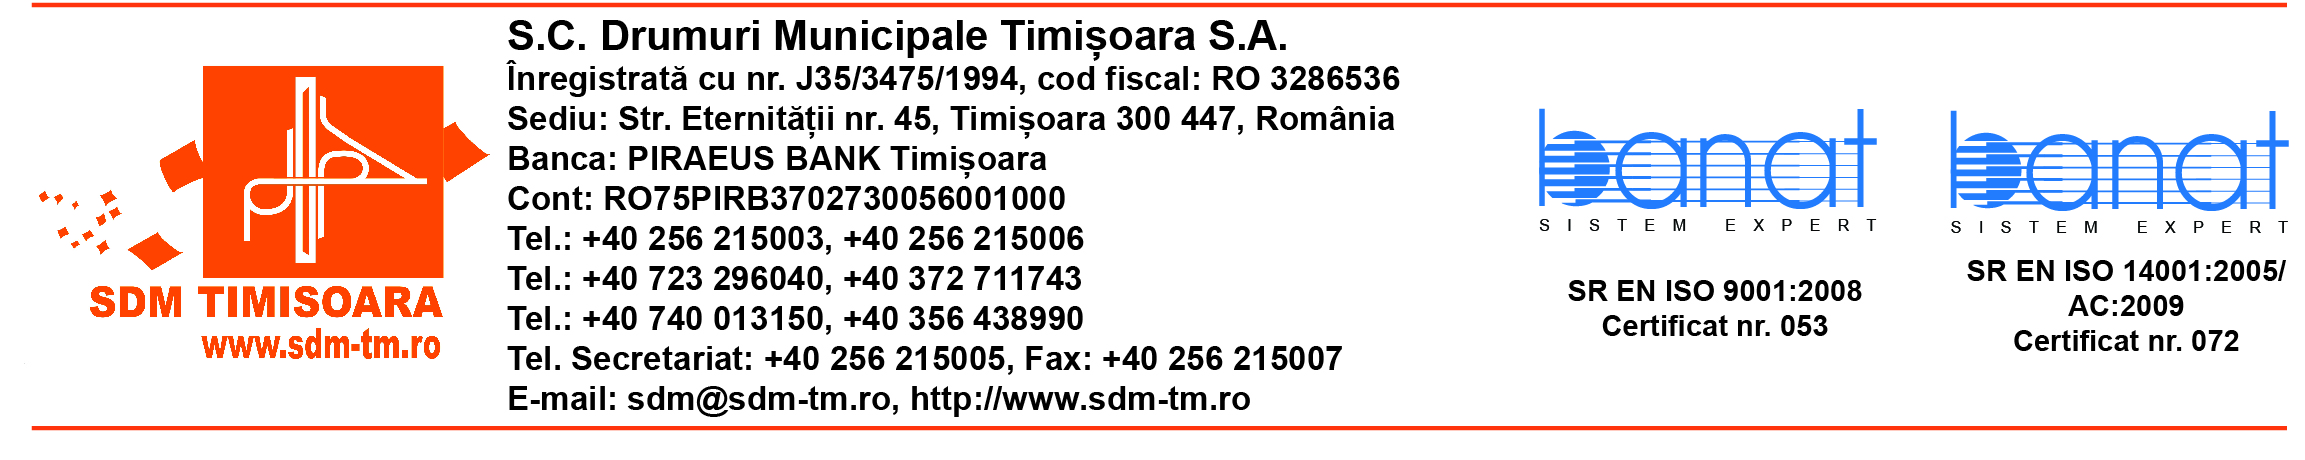 SDM TIMISOARA
www.sdm-tm.ro
S.C. Drumuri Municipale Timișoara S.A.
Înregistrată cu nr. J35/3475/1994, cod fiscal: RO 3286536
Sediu: Str. Eternității nr. 45, Timișoara 300 447, România
Banca: PIRAEUS BANK Timișoara
Cont: RO75PIRB3702730056001000
Tel.: +40 256 215003, +40 256 215006
Tel.: +40 723 296040, +40 372 711743
Tel.: +40 740 013150, +40 356 438990
Tel. Secretariat: +40 256 215005, Fax: +40 256 215007
E-mail: sdm@sdm-tm.ro, http://www.sdm-tm.ro
banat
SISTEM EXPERT
SR EN ISO 9001:2008
Certificat nr. 053
banat
SISTEM EXPERT
SR EN ISO 14001:2005/
AC:2009
Certificat nr. 072